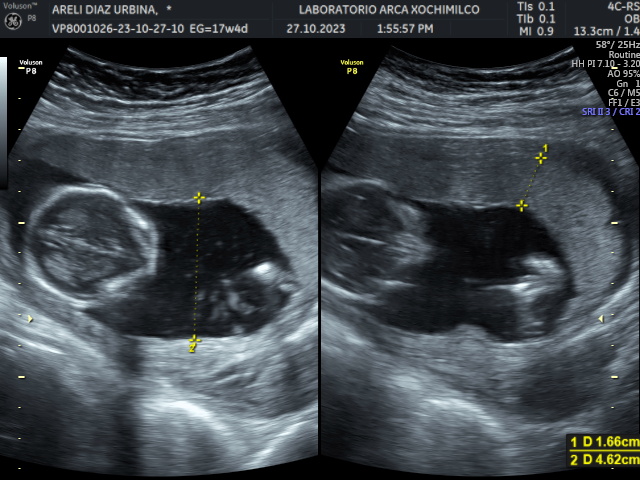 Voluson™
P8
ARELI DIAZ URBINA, *
VP8001026-23-10-27-10 EG=17w4d
LABORATORIO ARCA XOCHIMILCO
27.10.2023
1:55:57 PM
TIs 0.1
TIb 0.1
MI 0.9
4C-RS
OB
13.3cm / 1.4
58°/ 25Hz
Routine
HH PI 7.10 - 3.20
AO 95%
Gn 1
C6 / M5
FF1 / E3
SRI II 3 / CRI 2
Voluson
P8
Voluson
P8
1
2
1 D 1.66cm
2 D 4.62cm